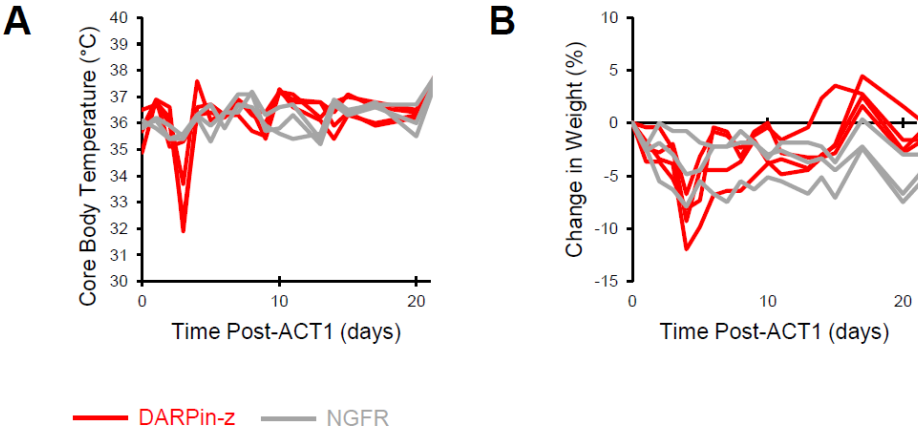 A
Core Body Temperature (°C)
40
39
38
37
36
35
34
33
32
31
30
0
10
20
Time Post-ACT1 (days)
B
Change in Weight (%)
10
5
0
-5
-10
-15
0
10
20
Time Post-ACT1 (days)
DARPin-z
NGFR